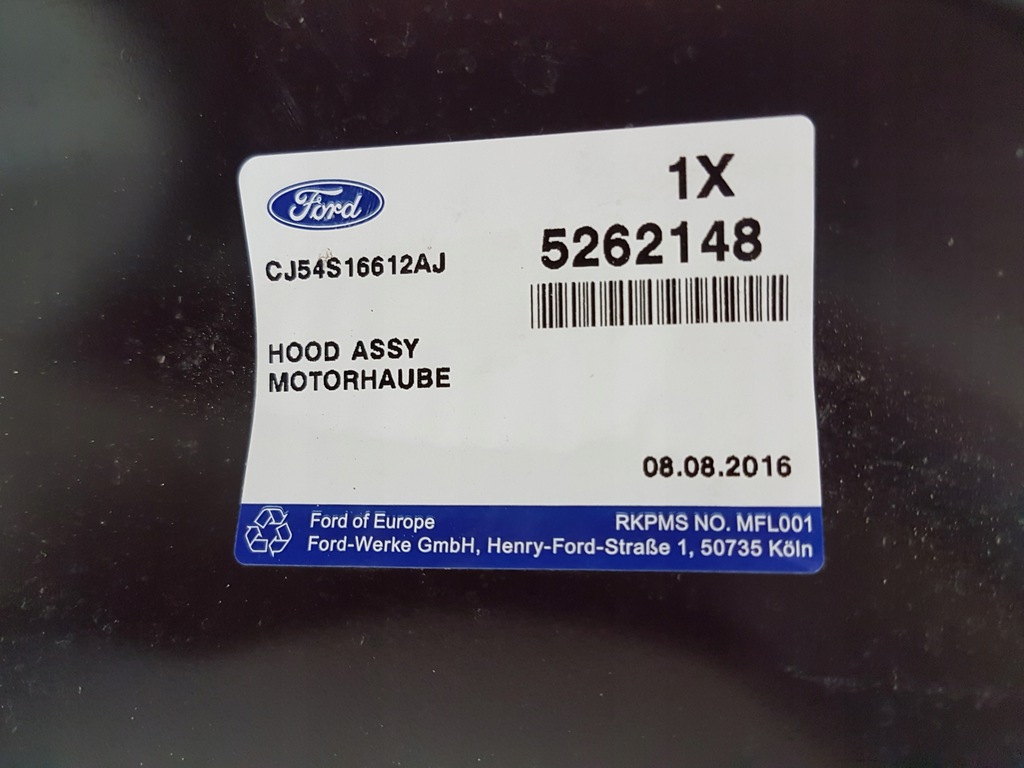 Ford
1X
5262148
CJ54S16612AJ
HOOD ASSY
MOTORHAUBE
08.08.2016
Ford of Europe
RKPMS NO. MFL001
Ford-Werke GmbH, Henry-Ford-Straße 1, 50735 Köln